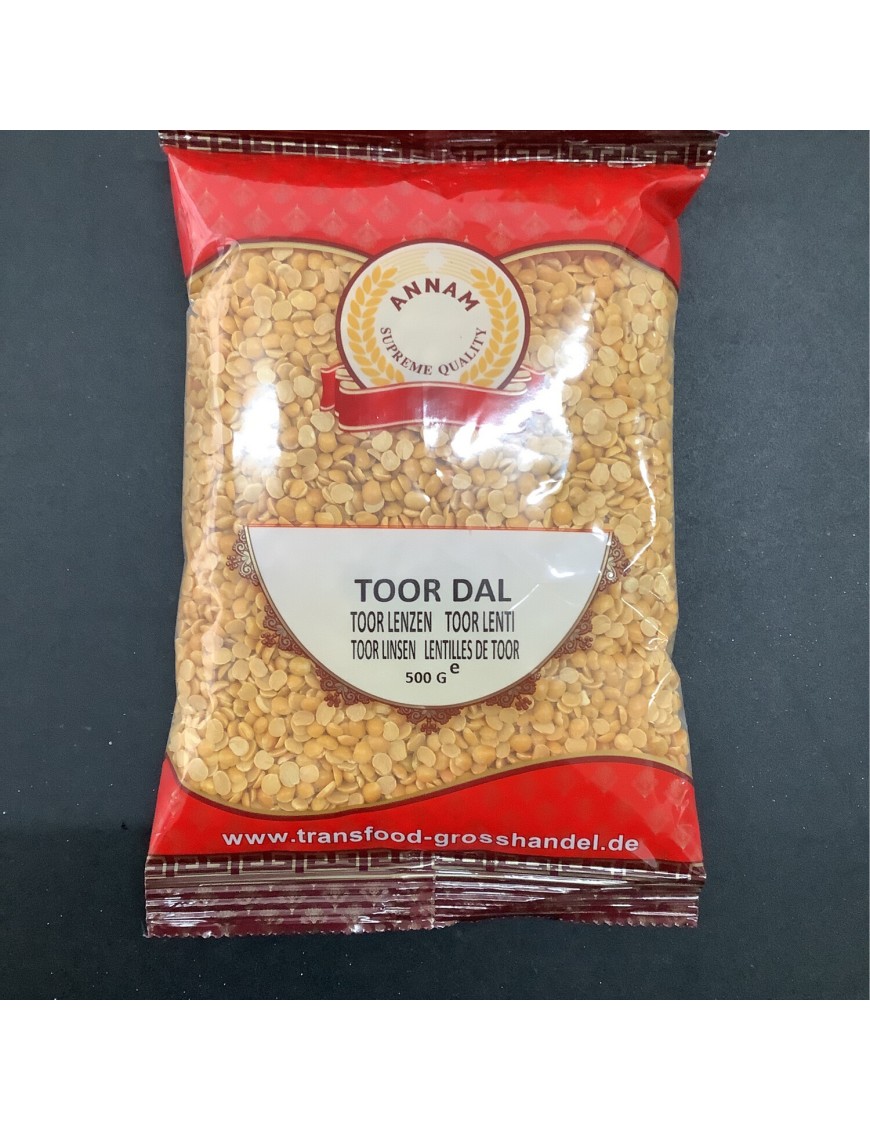 ANNAM
SUPREME QUALITY
TOOR DAL
TOOR LENZEN TOOR LENTI
TOOR LINSEN LENTILLES DE TOOR
500 G e
www.transfood-grosshandel.de